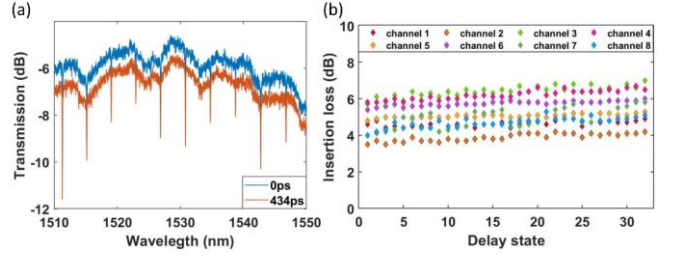 (a)
Transmission (dB)
-6
-8
-10
-12
1510
1520
1530
1540
1550
Wavelegth (nm)
0ps
434ps
(b)
Insertion loss (dB)
10
8
6
4
2
0
channel 1 channel 2 channel 3 channel 4
channel 5 channel 6 channel 7 channel 8
0 5 10 15 20 25 30
Delay state